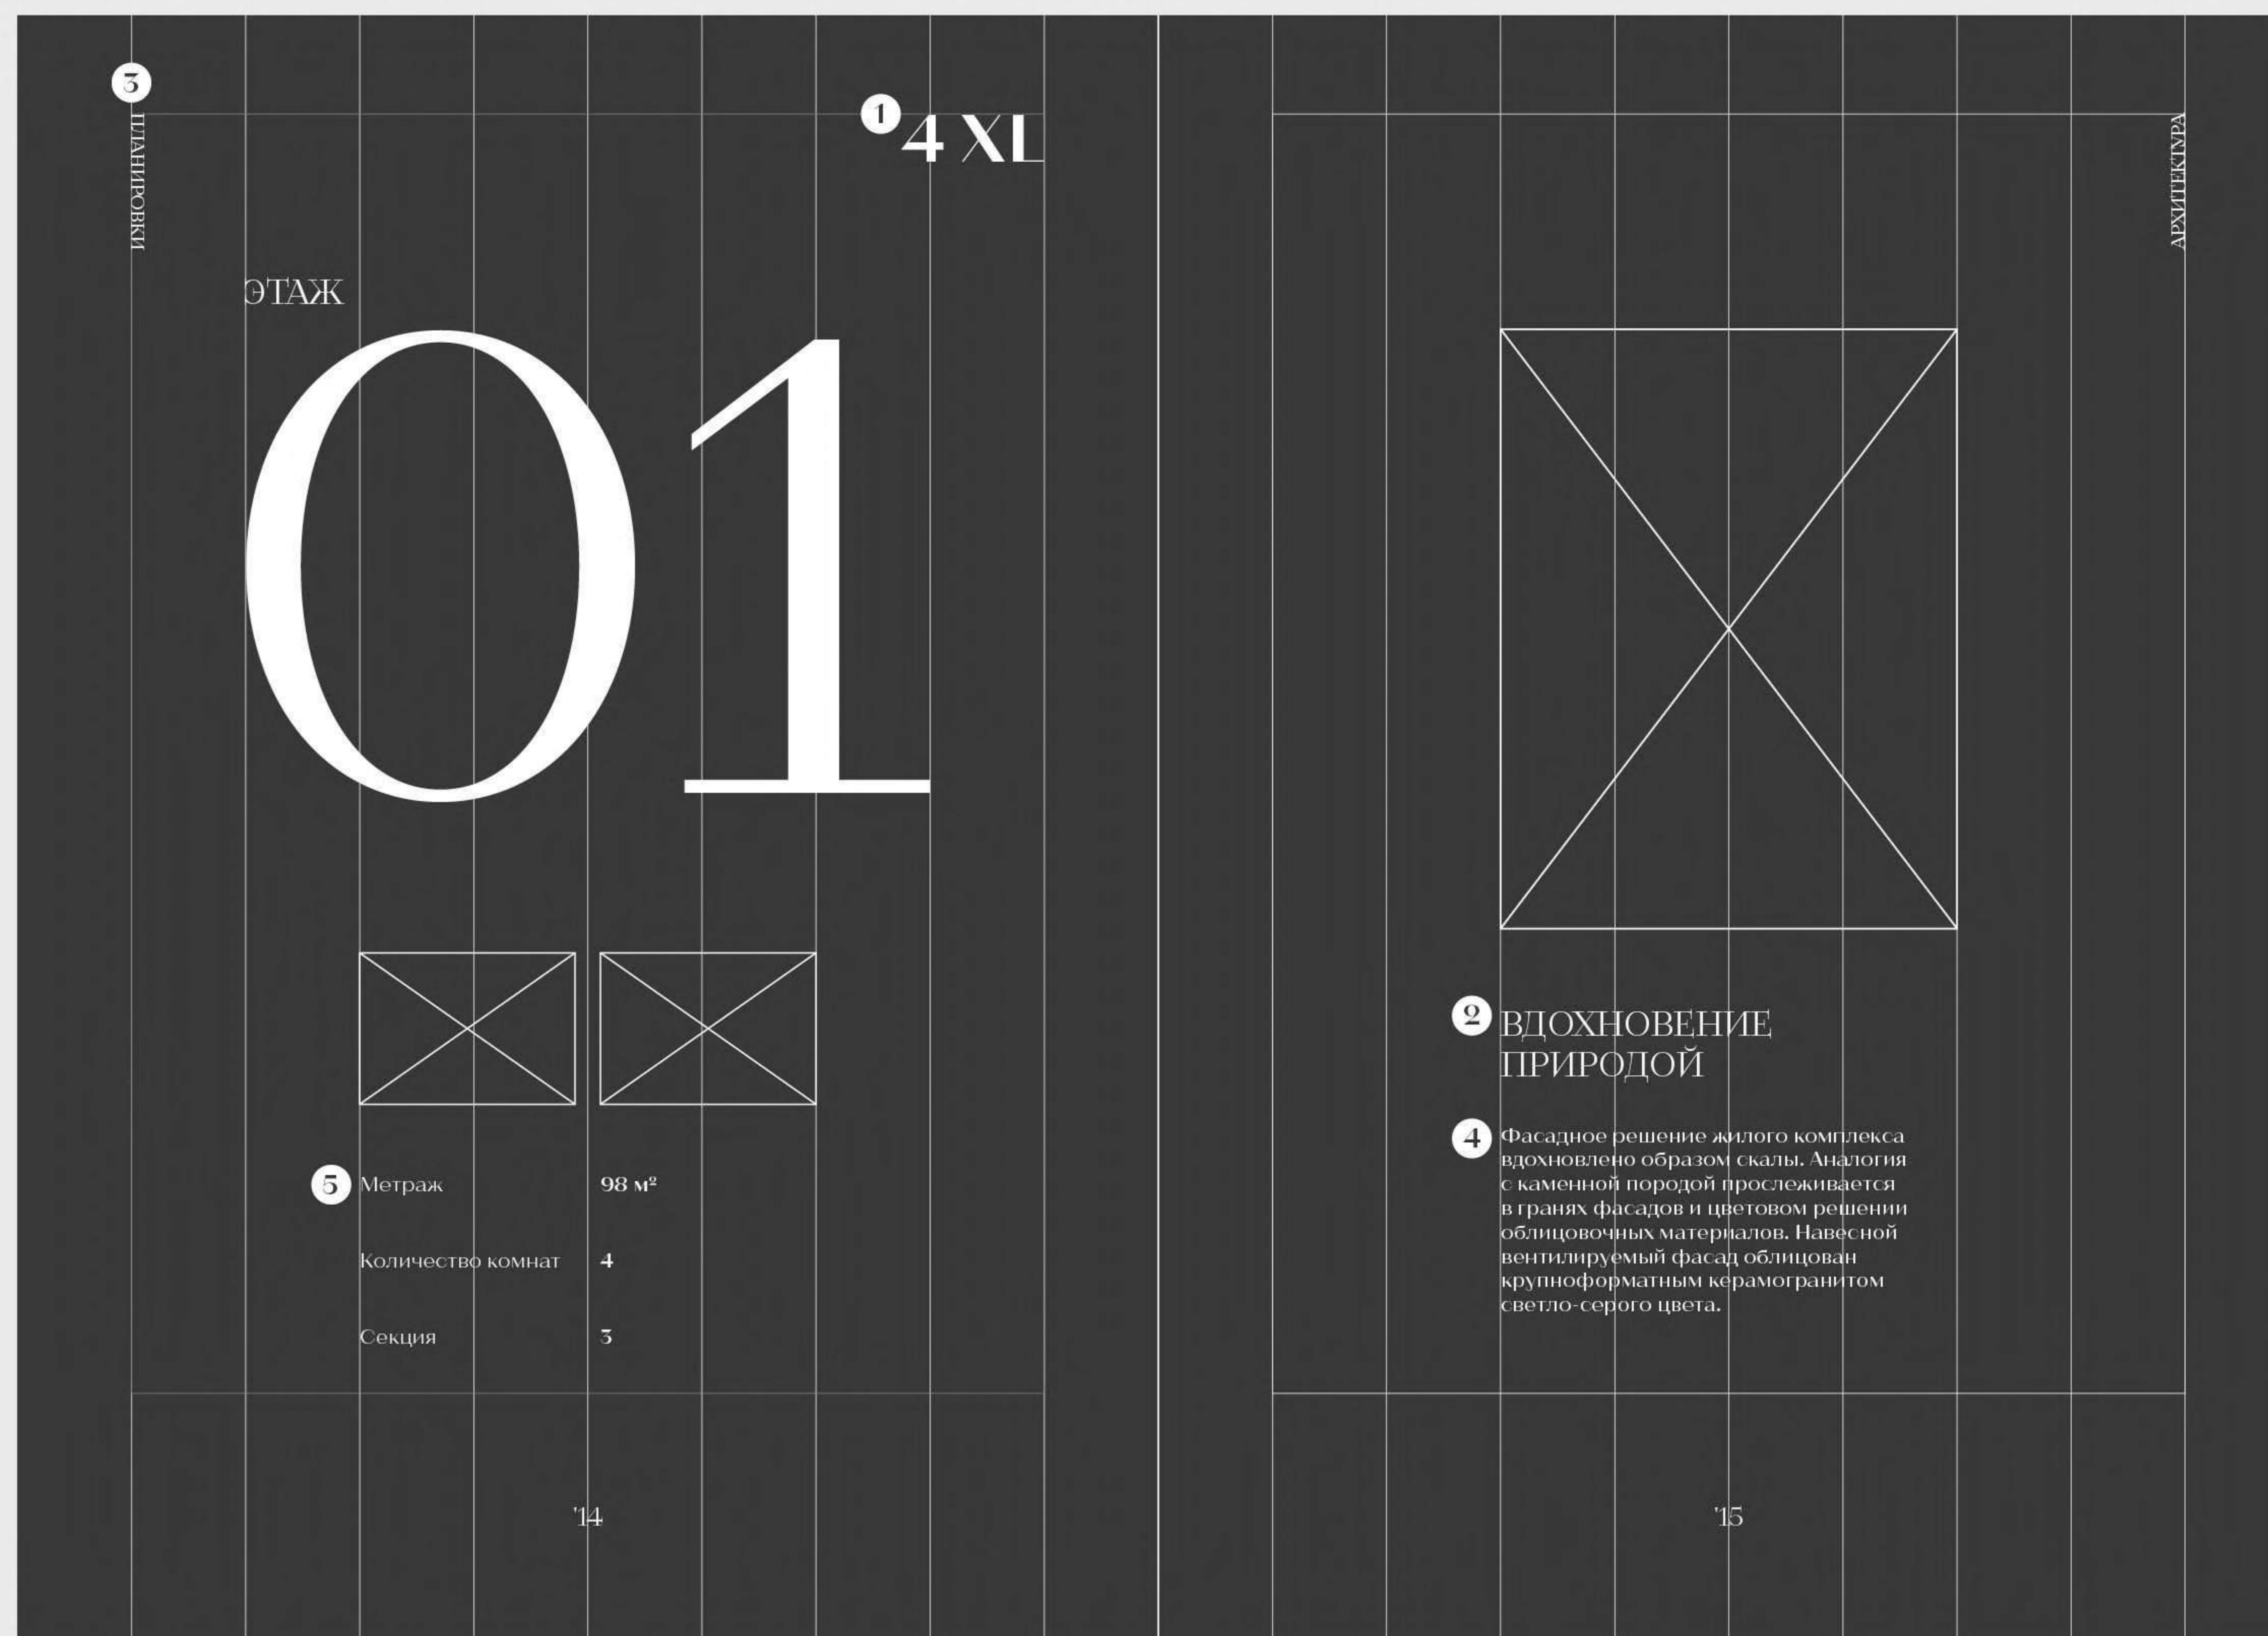 3
ПЛАНИРОВКИ
1
4 XL
ЭТАЖ
01
5
Метраж 98 м²
Количество комнат 4
Секция 3
'14
АРХИТЕКТУРА
2
ВДОХНОВЕНИЕ
ПРИРОДОЙ
4
Фасадное решение жилого комплекса
вдохновлено образом скалы. Аналогия
с каменной породой прослеживается
в гранях фасадов и цветовом решении
облицовочных материалов. Навесной
вентилируемый фасад облицован
крупноформатным керамогранитом
светло-серого цвета.
'15